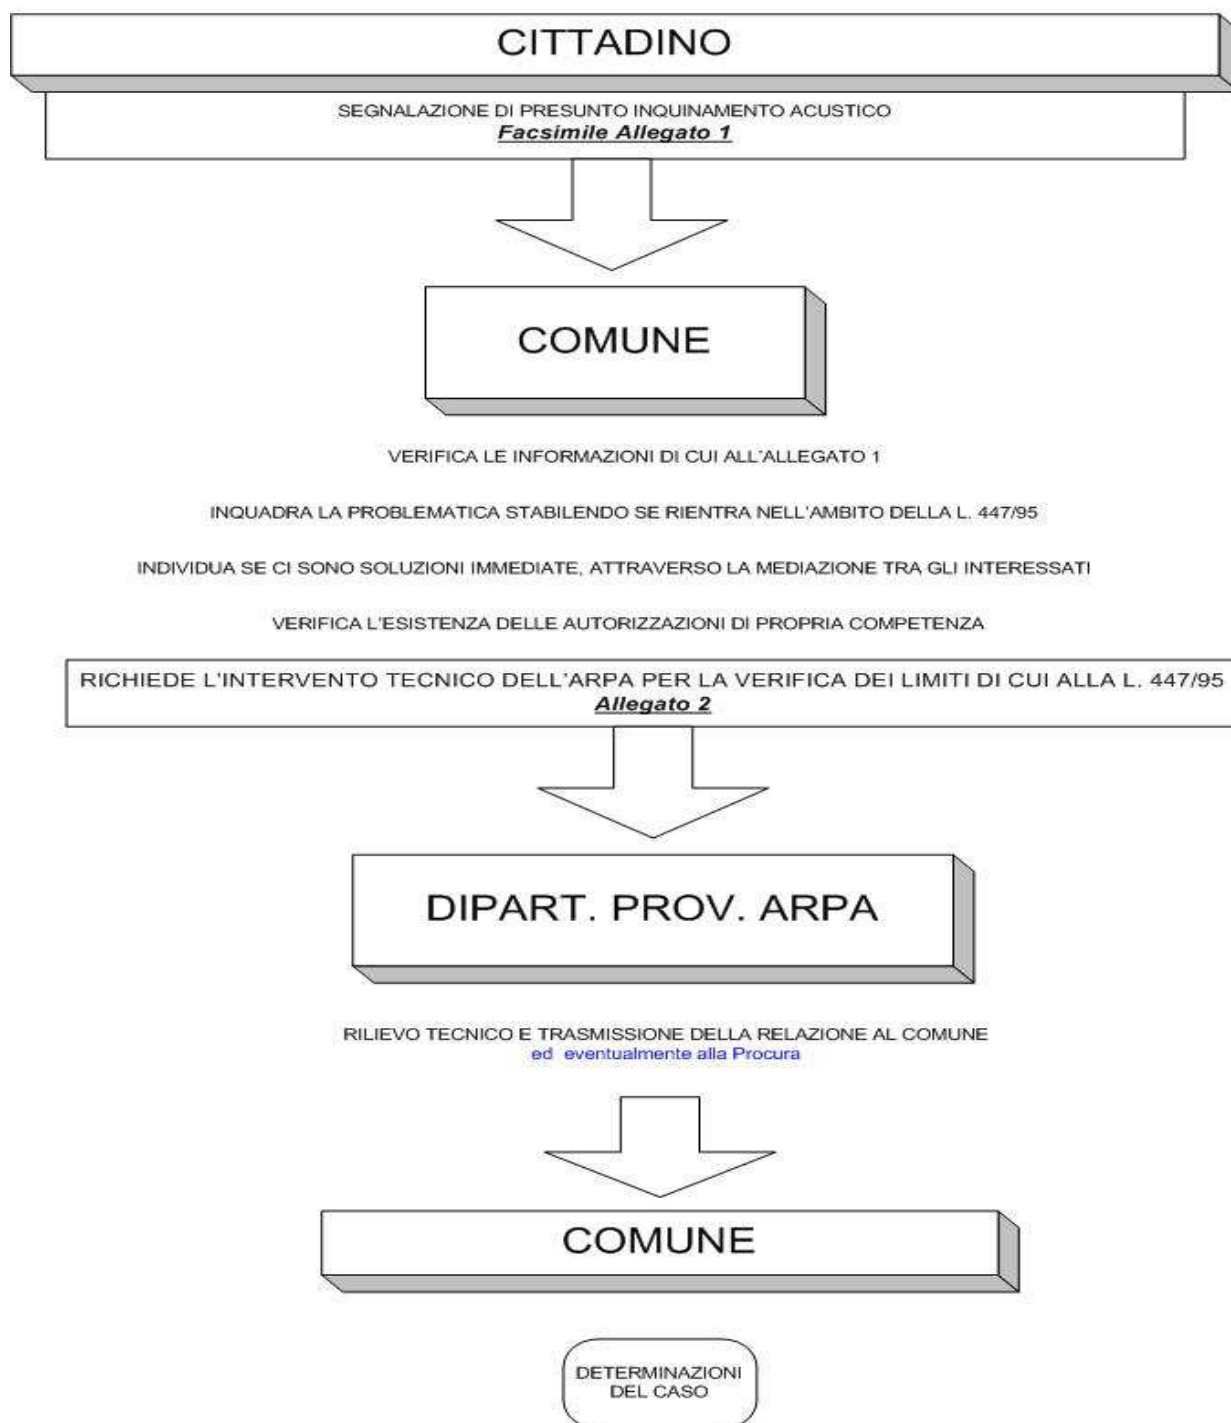 CITTADINO
SEGNALAZIONE DI PRESUNTO INQUINAMENTO ACUSTICO
Facsimile Allegato 1
COMUNE
VERIFICA LE INFORMAZIONI DI CUI ALL'ALLEGATO 1
INQUADRA LA PROBLEMATICA STABILENDO SE RIENTRA NELL'AMBITO DELLA L. 447/95
INDIVIDUA SE CI SONO SOLUZIONI IMMEDIATE, ATTRAVERSO LA MEDIAZIONE TRA GLI INTERESSATI
VERIFICA L'ESISTENZA DELLE AUTORIZZAZIONI DI PROPRIA COMPETENZA
RICHIEDE L'INTERVENTO TECNICO DELL'ARPA PER LA VERIFICA DEI LIMITI DI CUI ALLA L. 447/95
Allegato 2
DIPART. PROV. ARPA
RILIEVO TECNICO E TRASMISSIONE DELLA RELAZIONE AL COMUNE
ed eventualmente alla Procura
COMUNE
DETERMINAZIONI
DEL CASO